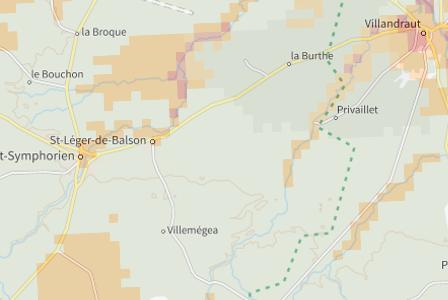 Villandraut
la Broque
la Burthe
le Bouchon
Privaillet
St-Léger-de-Balson
t-Symphorien
Villemégea
P